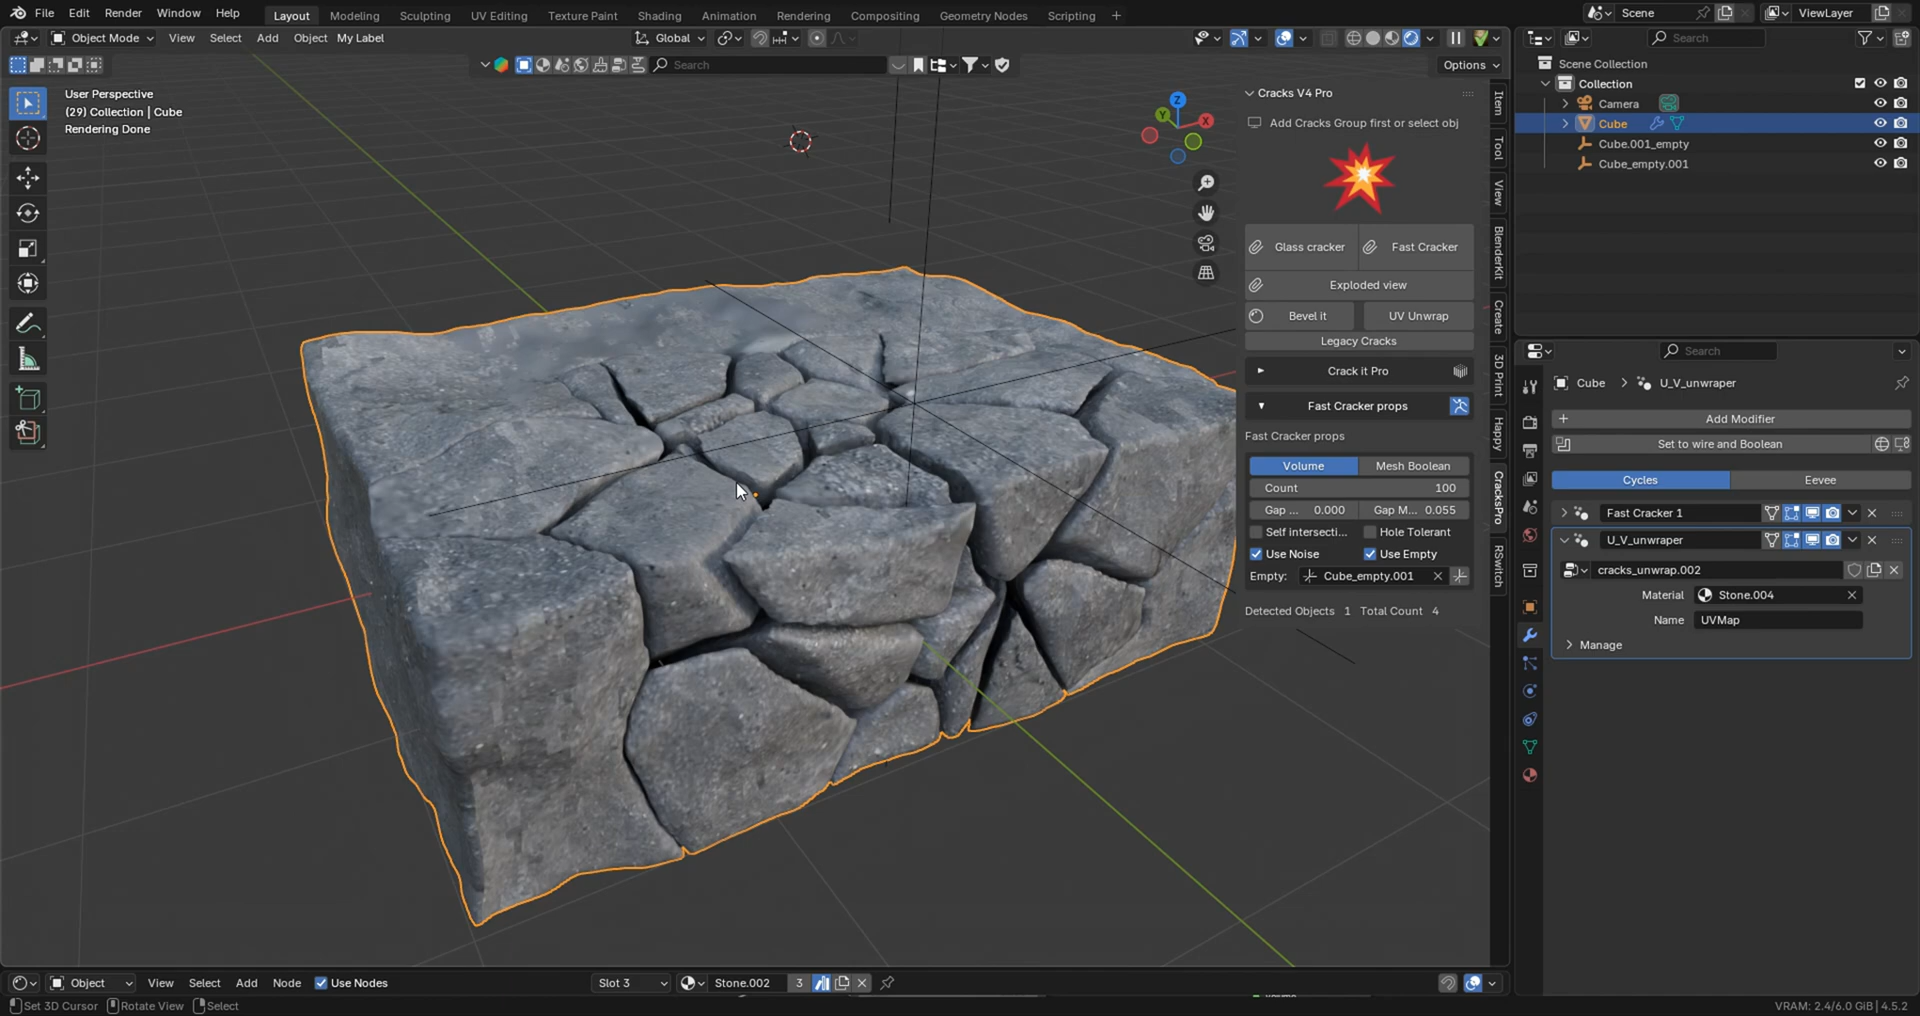 File Edit Render Window Help Layout Modeling Sculpting UV Editing Texture Paint Shading Animation Rendering Compositing Geometry Nodes Scripting + Scene ViewLayer
Object Mode View Select Add Object My Label Global Search
Search Options
Scene Collection
Collection
Camera
Cube
Cube.001_empty
Cube_empty.001
User Perspective
(29) Collection | Cube
Rendering Done
Z
Y
X
Cracks V4 Pro
Add Cracks Group first or select obj
Glass cracker Fast Cracker
Exploded view
Bevel it UV Unwrap
Legacy Cracks
Crack it Pro
Fast Cracker props
Fast Cracker props
Volume Mesh Boolean
Count 100
Gap ... 0.000 Gap M... 0.055
Self intersecti... Hole Tolerant
Use Noise Use Empty
Empty: Cube_empty.001
Detected Objects 1 Total Count 4
Item
Tool
View
BlenderKit
Create
3D Print
Happy
CracksPro
RSwitch
Search
Cube U_V_unwraper
Add Modifier
Set to wire and Boolean
Cycles Eevee
Fast Cracker 1
U_V_unwraper
cracks_unwrap.002
Material Stone.004
Name UVMap
Manage
Object View Select Add Node Use Nodes Slot 3 Stone.002 3
Set 3D Cursor Rotate View Select VRAM: 2.4/6.0 GiB | 4.5.2